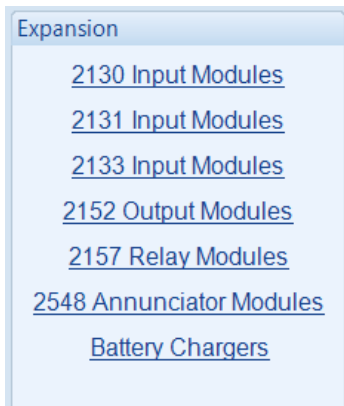 Expansion
2130 Input Modules
2131 Input Modules
2133 Input Modules
2152 Output Modules
2157 Relay Modules
2548 Annunciator Modules
Battery Chargers